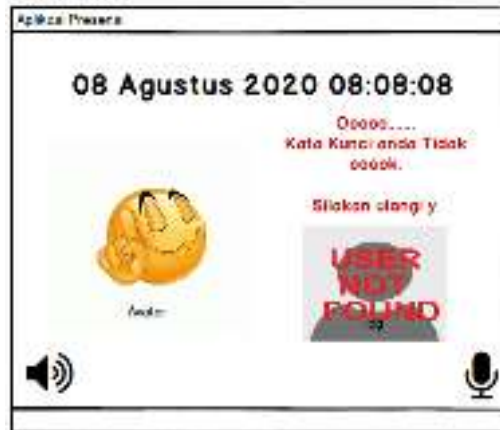 Aplikasi Presensi
08 Agustus 2020 08:08:08
Ooooo.....
Kata Kunci anda Tidak
cocok.
Silakan ulangi y
Avatar
USER
NOT
FOUND